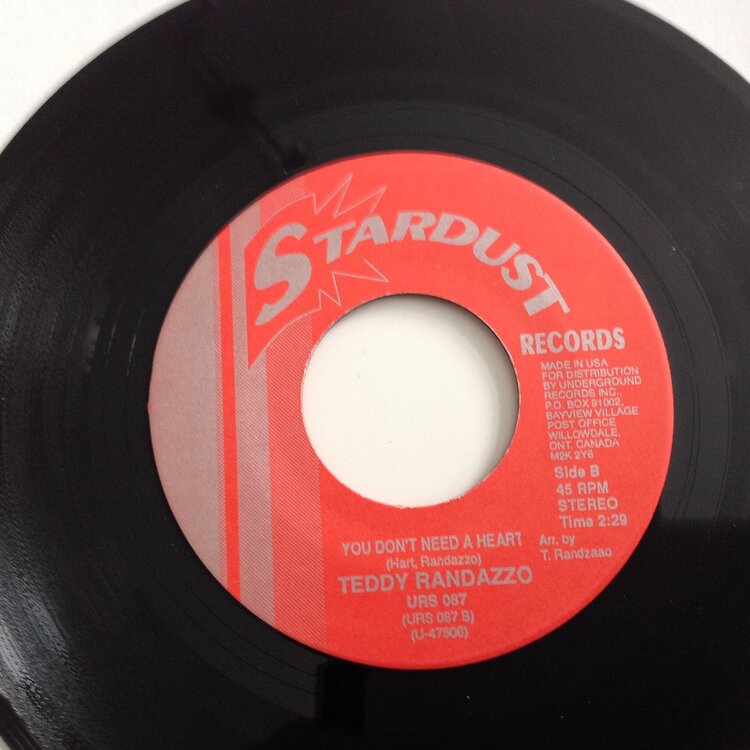 STARDUST
RECORDS
MADE IN USA
FOR DISTRIBUTION
BY UNDERGROUND
RECORDS INC.,
P.O. BOX 91002,
BAYVIEW VILLAGE
POST OFFICE
WILLOWDALE,
ONT. CANADA
M2K 2Y6
Side B
45 RPM
STEREO
Time 2:29
Arr. by
T. Randzaao
YOU DON'T NEED A HEART
(Hart, Randazzo)
TEDDY RANDAZZO
URS 087
(URS 087 B)
(U-47506)